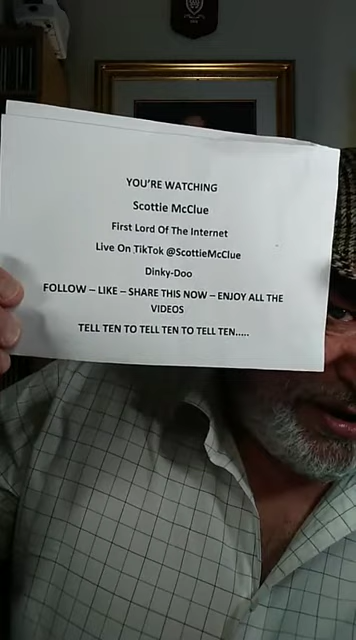 YOU'RE WATCHING
Scottie McClue
First Lord Of The Internet
Live On TikTok @ScottieMcClue
Dinky-Doo
FOLLOW – LIKE – SHARE THIS NOW – ENJOY ALL THE
VIDEOS
TELL TEN TO TELL TEN TO TELL TEN.....